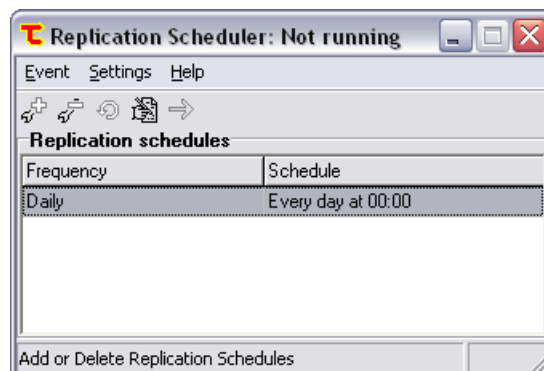 Replication Scheduler: Not running
Event Settings Help
Replication schedules
Frequency Schedule
Daily Every day at 00:00
Add or Delete Replication Schedules